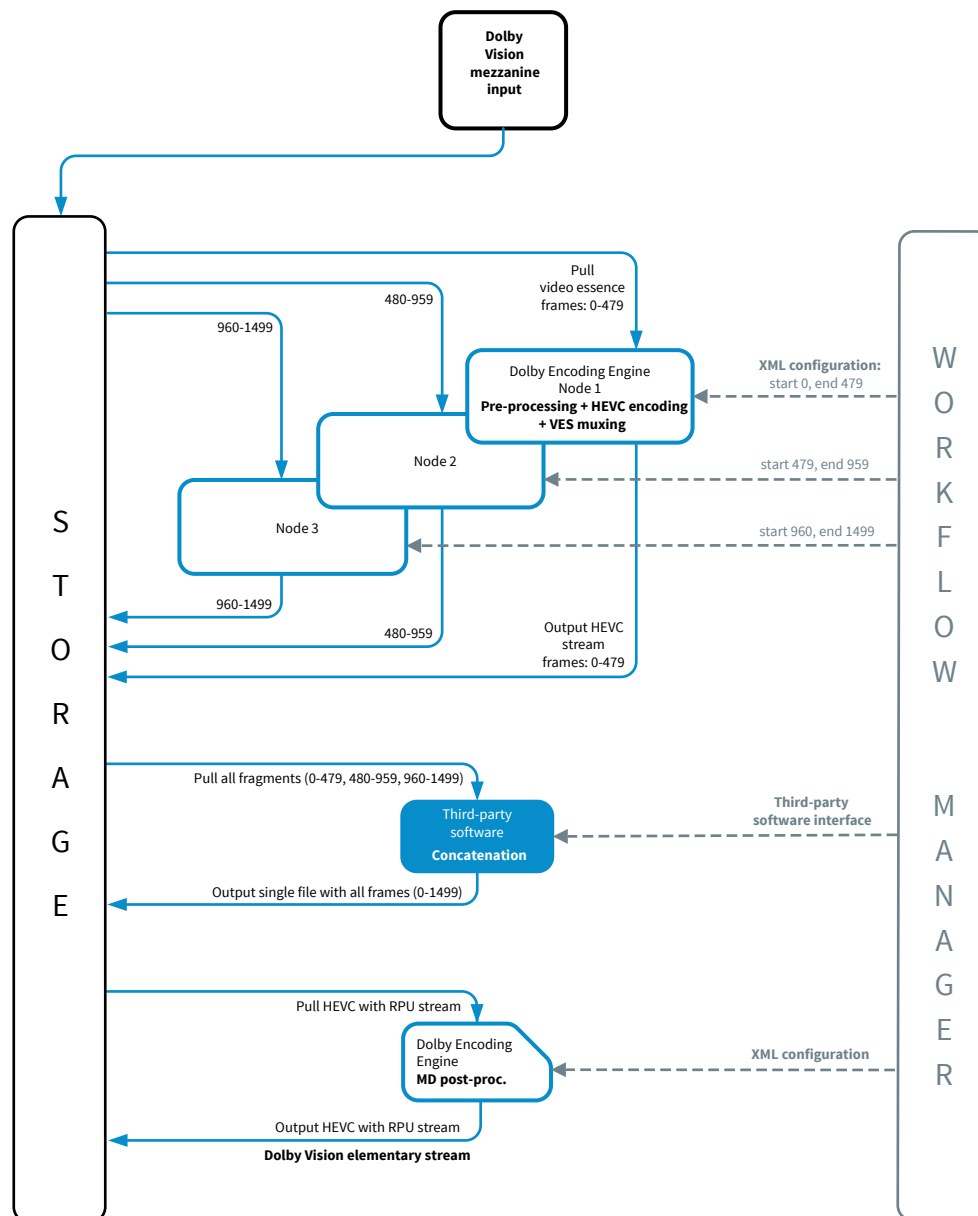 Dolby
Vision
mezzanine
input
Pull
video essence
frames: 0-479
480-959
960-1499
Dolby Encoding Engine
Node 1
Pre-processing + HEVC encoding
+ VES muxing
XML configuration:
start 0, end 479
Node 2
start 479, end 959
Node 3
start 960, end 1499
960-1499
480-959
Output HEVC
stream
frames: 0-479
STORAGE
WORKFLOW MANAGER
Pull all fragments (0-479, 480-959, 960-1499)
Third-party
software
Concatenation
Third-party
software interface
Output single file with all frames (0-1499)
Pull HEVC with RPU stream
Dolby Encoding
Engine
MD post-proc.
XML configuration
Output HEVC with RPU stream
Dolby Vision elementary stream